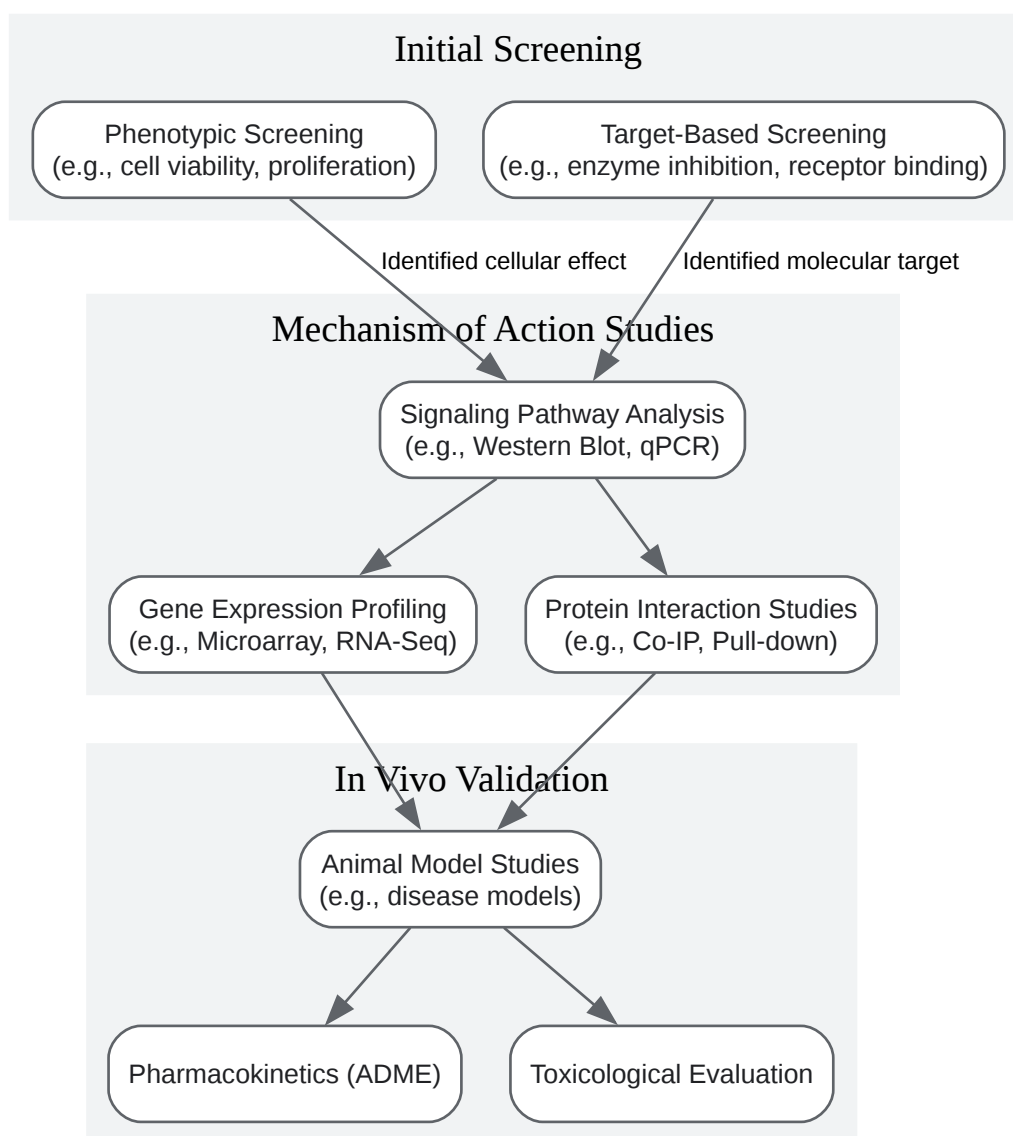 Initial Screening
Phenotypic Screening
(e.g., cell viability, proliferation)
Target-Based Screening
(e.g., enzyme inhibition, receptor binding)
Identified cellular effect
Identified molecular target
Mechanism of Action Studies
Signaling Pathway Analysis
(e.g., Western Blot, qPCR)
Gene Expression Profiling
(e.g., Microarray, RNA-Seq)
Protein Interaction Studies
(e.g., Co-IP, Pull-down)
In Vivo Validation
Animal Model Studies
(e.g., disease models)
Pharmacokinetics (ADME)
Toxicological Evaluation